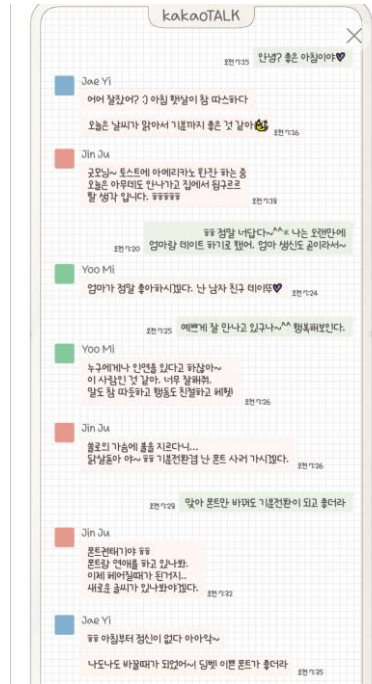 kakaoTALK
안녕? 좋은 아침이야♥
오전 7:15
Jae Yi
어어 잘잤어? :) 아침 햇살이 참 따스하다
오늘은 날씨가 맑아서 기분까지 좋은 것 같아
오전 7:16
Jin Ju
굿모닝~ 토스트에 아메리카노 한잔 하는 중
오늘은 아무데도 안나가고 집에서 뒹구르르
할 생각 입니다. ㅎㅎㅎㅎㅎ
오전 7:19
ㅎㅎ 정말 너답다~^^* 나는 오랜만에
엄마랑 데이트 하기로 했어. 엄마 생신도 곧이라서~
오전 7:20
Yoo Mi
엄마가 정말 좋아하시겠다. 난 남자 친구 데이뚜♥
오전 7:24
예쁘게 잘 만나고 있구나~^^ 행복해보인다.
오전 7:25
Yoo Mi
누구에게나 인연을 있다고 하잖아~
이 사람인 것 같아. 너무 잘해줘.
말도 참 따듯하고 행동도 친절하고 헤헷!
오전 7:26
Jin Ju
쏠로의 가슴에 불을 지르다니...
닭살돋아 야~ ㅎㅎ 기분전환겸 난 폰트 사러 가시겠다.
오전 7:26
맞아 폰트만 바꿔도 기분전환이 되고 좋더라
오전 7:29
Jin Ju
폰트권태기야 ㅎㅎ
폰트랑 연애를 하고 있나봐.
이제 헤어질때가 된거지..
새로운 글씨가 있나봐야겠다.
오전 7:32
Jae Yi
ㅎㅎ 아침부터 정신이 없다 아아악~
나도나도 바꿀때가 되었어~! 딥벳! 이쁜 폰트가 좋더라
오전 7:35